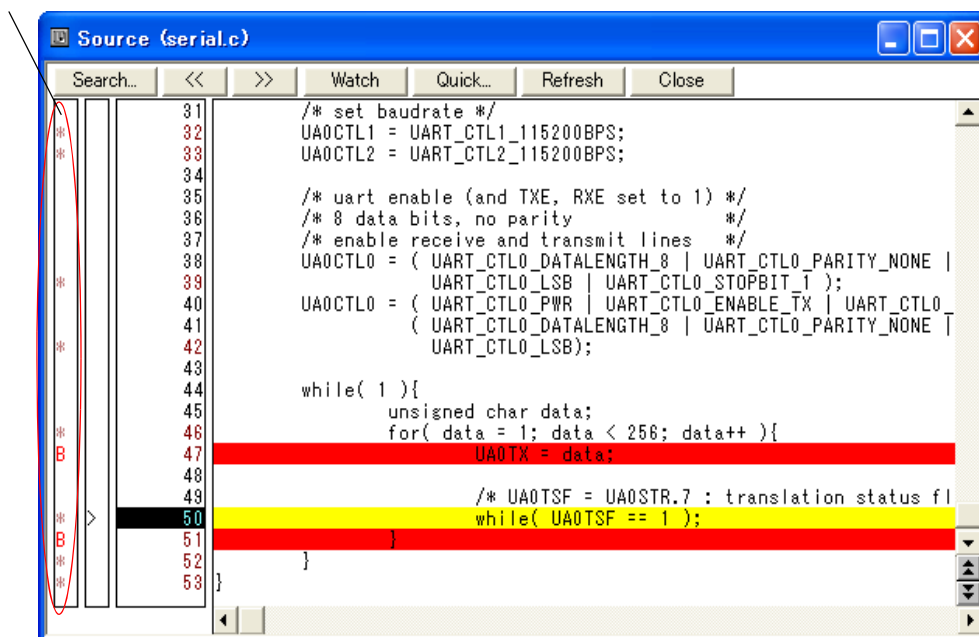 Source (serial.c)
Search... << >> Watch Quick... Refresh Close
31 /* set baudrate */
* 32 UA0CTL1 = UART_CTL1_115200BPS;
* 33 UA0CTL2 = UART_CTL2_115200BPS;
34
35 /* uart enable (and TXE, RXE set to 1) */
36 /* 8 data bits, no parity */
37 /* enable receive and transmit lines */
38 UA0CTL0 = ( UART_CTL0_DATALENGTH_8 | UART_CTL0_PARITY_NONE |
* 39 UART_CTL0_LSB | UART_CTL0_STOPBIT_1 );
40 UA0CTL0 = ( UART_CTL0_PWR | UART_CTL0_ENABLE_TX | UART_CTL0_
41 ( UART_CTL0_DATALENGTH_8 | UART_CTL0_PARITY_NONE |
* 42 UART_CTL0_LSB);
43
44 while( 1 ){
45 unsigned char data;
* 46 for( data = 1; data < 256; data++ ){
B 47 UA0TX = data;
48
49 /* UA0TSF = UA0STR.7 : translation status fl
* > 50 while( UA0TSF == 1 );
B 51 }
* 52 }
* 53 }